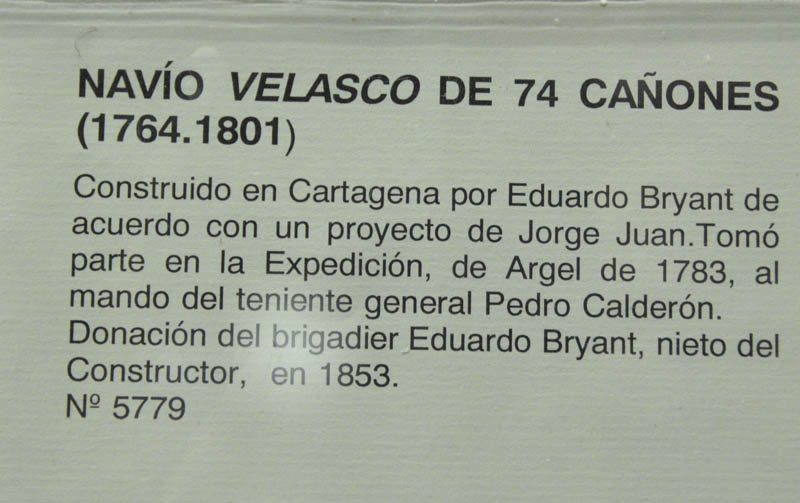 NAVÍO VELASCO DE 74 CAÑONES
(1764.1801)
Construido en Cartagena por Eduardo Bryant de
acuerdo con un proyecto de Jorge Juan.Tomó
parte en la Expedición, de Argel de 1783, al
mando del teniente general Pedro Calderón.
Donación del brigadier Eduardo Bryant, nieto del
Constructor, en 1853.
Nº 5779